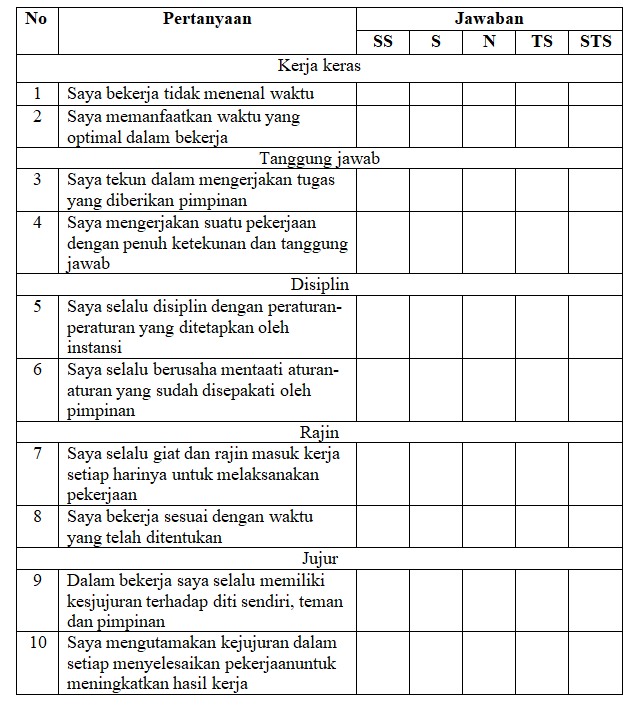 No Pertanyaan Jawaban
SS S N TS STS
Kerja keras
1 Saya bekerja tidak menenal waktu
2 Saya memanfaatkan waktu yang
optimal dalam bekerja
Tanggung jawab
3 Saya tekun dalam mengerjakan tugas
yang diberikan pimpinan
4 Saya mengerjakan suatu pekerjaan
dengan penuh ketekunan dan tanggung
jawab
Disiplin
5 Saya selalu disiplin dengan peraturan-
peraturan yang ditetapkan oleh
instansi
6 Saya selalu berusaha mentaati aturan-
aturan yang sudah disepakati oleh
pimpinan
Rajin
7 Saya selalu giat dan rajin masuk kerja
setiap harinya untuk melaksanakan
pekerjaan
8 Saya bekerja sesuai dengan waktu
yang telah ditentukan
Jujur
9 Dalam bekerja saya selalu memiliki
kesjujuran terhadap diti sendiri, teman
dan pimpinan
10 Saya mengutamakan kejujuran dalam
setiap menyelesaikan pekerjaanuntuk
meningkatkan hasil kerja